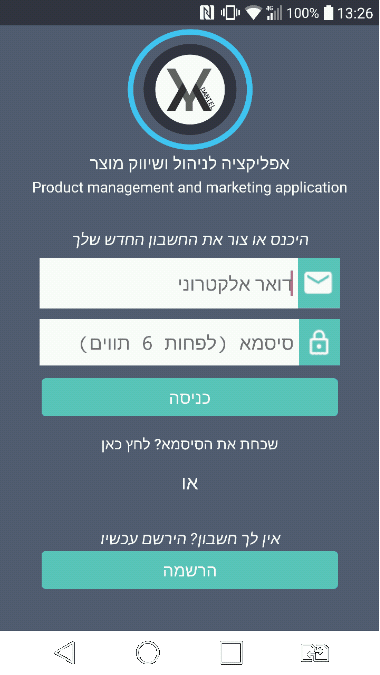 100% 13:26
DANIEL
אפליקציה לניהול ושיווק מוצר
Product management and marketing application
היכנס או צור את החשבון החדש שלך
דואר אלקטרוני
סיסמא (לפחות 6 תווים)
כניסה
שכחת את הסיסמא? לחץ כאן
או
אין לך חשבון? הירשם עכשיו
הרשמה